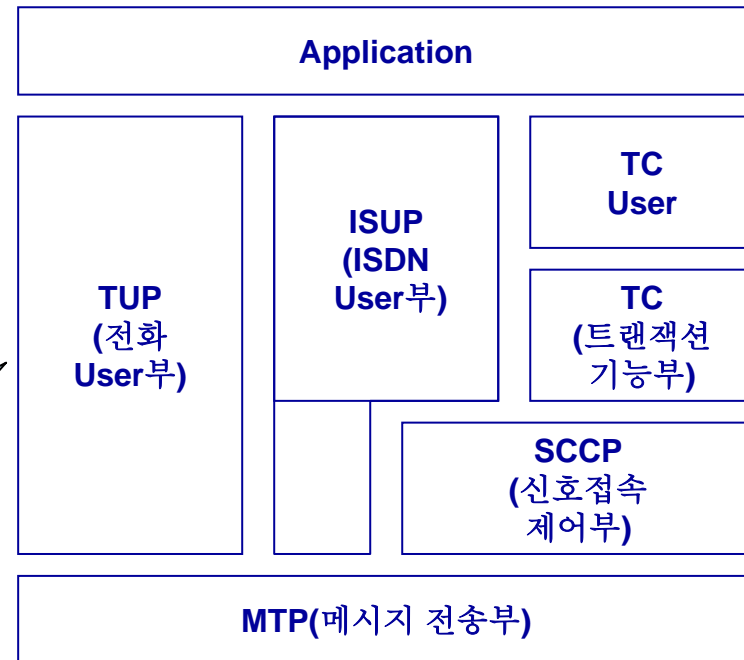 Application
TUP
(전화
User부)
ISUP
(ISDN
User부)
TC
User
TC
(트랜잭션
기능부)
SCCP
(신호접속
제어부)
MTP(메시지 전송부)